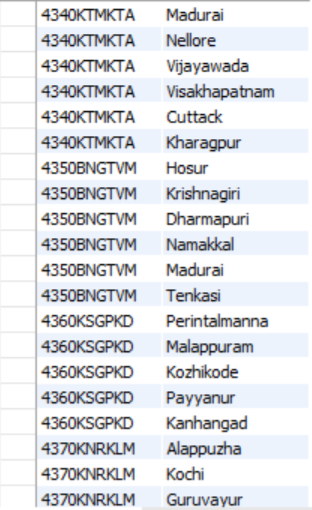 4340KTMKTA Madurai
4340KTMKTA Nellore
4340KTMKTA Vijayawada
4340KTMKTA Visakhapatnam
4340KTMKTA Cuttack
4340KTMKTA Kharagpur
4350BNGTVM Hosur
4350BNGTVM Krishnagiri
4350BNGTVM Dharmapuri
4350BNGTVM Namakkal
4350BNGTVM Madurai
4350BNGTVM Tenkasi
4360KSGPKD Perintalmanna
4360KSGPKD Malappuram
4360KSGPKD Kozhikode
4360KSGPKD Payyanur
4360KSGPKD Kanhangad
4370KNRKLM Alappuzha
4370KNRKLM Kochi
4370KNRKLM Guruvayur